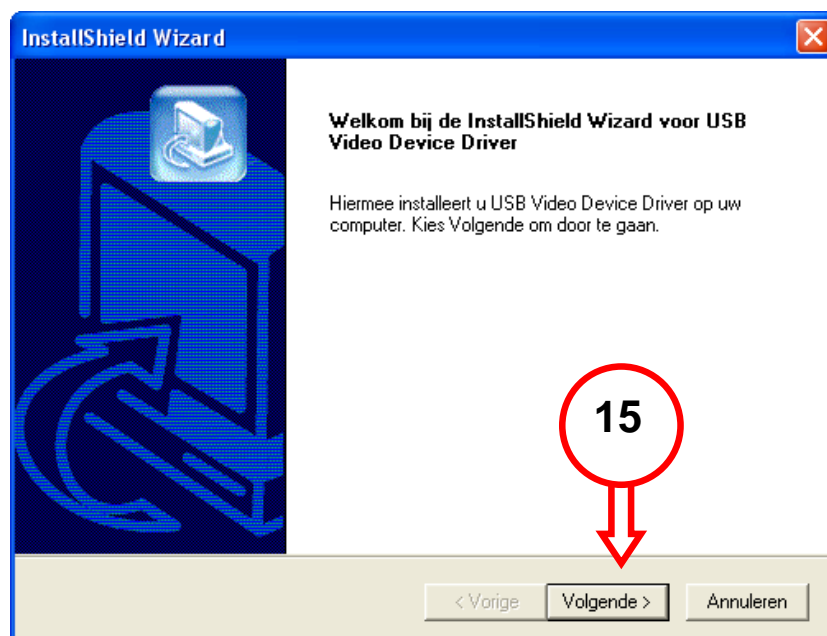 InstallShield Wizard
Welkom bij de InstallShield Wizard voor USB
Video Device Driver
Hiermee installeert u USB Video Device Driver op uw
computer. Kies Volgende om door te gaan.
15
< Vorige
Volgende >
Annuleren